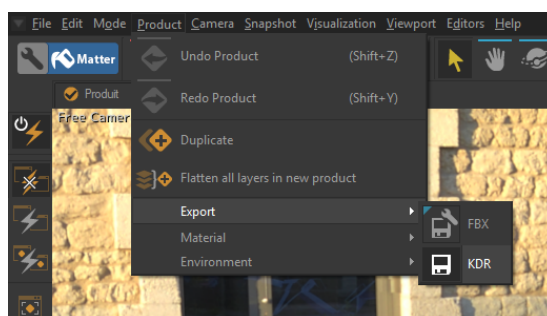 File Edit Mode Product Camera Snapshot Visualization Viewport Editors Help
Matter
Undo Product (Shift+Z)
Produit
Redo Product (Shift+Y)
Free Camer
Duplicate
Flatten all layers in new product
Export
FBX
Material
Environment
KDR